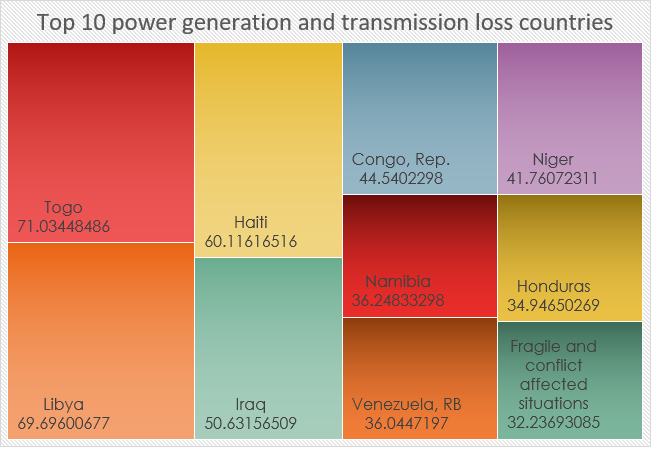 Top 10 power generation and transmission loss countries
Togo
71.03448486
Libya
69.69600677
Haiti
60.11616516
Iraq
50.63156509
Congo, Rep.
44.5402298
Niger
41.76072311
Namibia
36.24833298
Venezuela, RB
36.0447197
Honduras
34.94650269
Fragile and
conflict
affected
situations
32.23693085